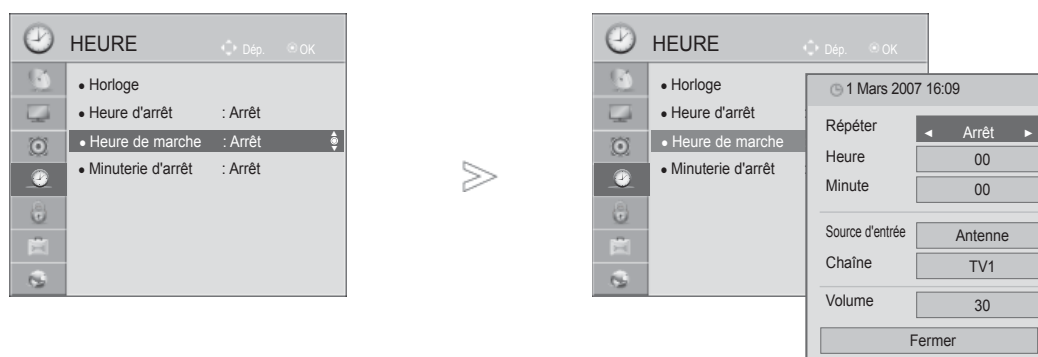 HEURE Dép. OK
• Horloge
• Heure d'arrêt : Arrêt
• Heure de marche : Arrêt
• Minuterie d'arrêt : Arrêt
HEURE Dép. OK
• Horloge
• Heure d'arrêt :
• Heure de marche
• Minuterie d'arrêt :
1 Mars 2007 16:09
Répéter ◄ Arrêt ►
Heure 00
Minute 00
Source d'entrée Antenne
Chaîne TV1
Volume 30
Fermer